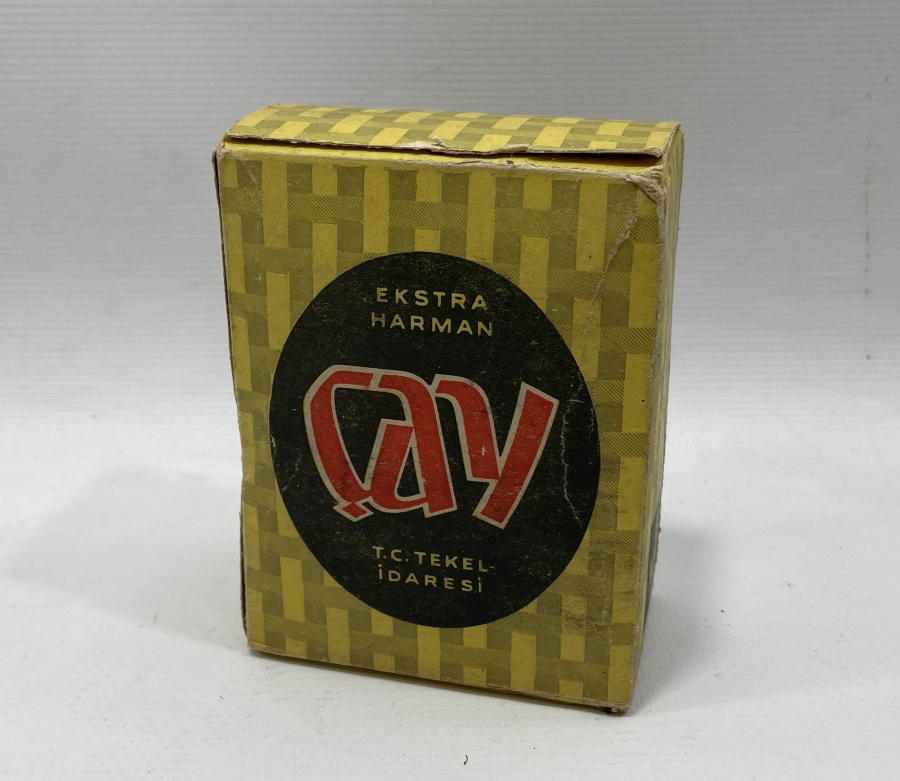 EKSTRA
HARMAN
çay
T.C. TEKEL
İDARESİ